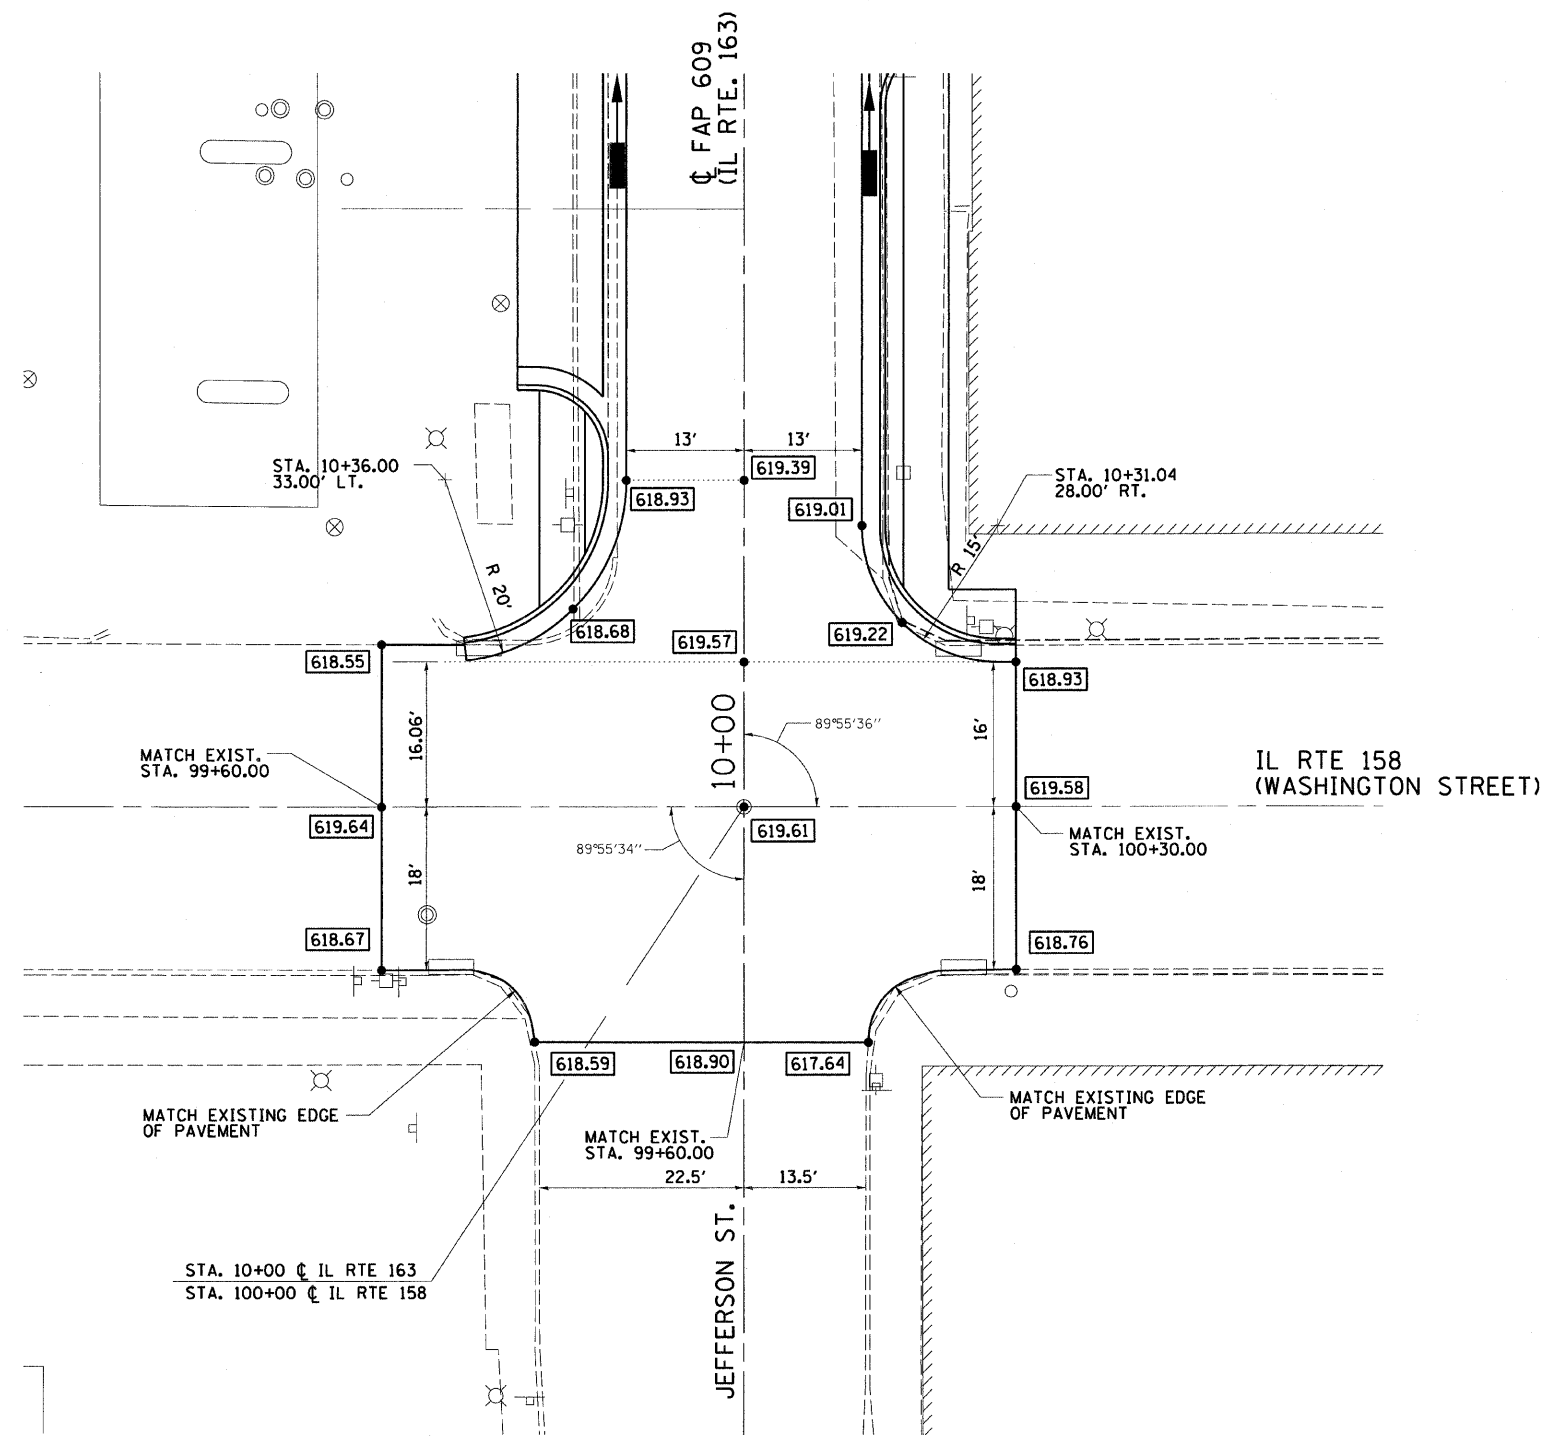 ℄ FAP 609
(IL RTE. 163)
13'
13'
STA. 10+36.00
33.00' LT.
619.39
STA. 10+31.04
28.00' RT.
618.93
619.01
R 20'
R 15'
618.68
619.22
618.55
619.57
618.93
10+00
89°55'36"
16.06'
16'
MATCH EXIST.
STA. 99+60.00
IL RTE 158
(WASHINGTON STREET)
619.58
619.64
619.61
MATCH EXIST.
STA. 100+30.00
89°55'34"
18'
18'
618.67
618.76
618.59
618.90
617.64
MATCH EXISTING EDGE
OF PAVEMENT
MATCH EXISTING EDGE
OF PAVEMENT
MATCH EXIST.
STA. 99+60.00
22.5'
13.5'
JEFFERSON ST.
STA. 10+00 ℄ IL RTE 163
STA. 100+00 ℄ IL RTE 158